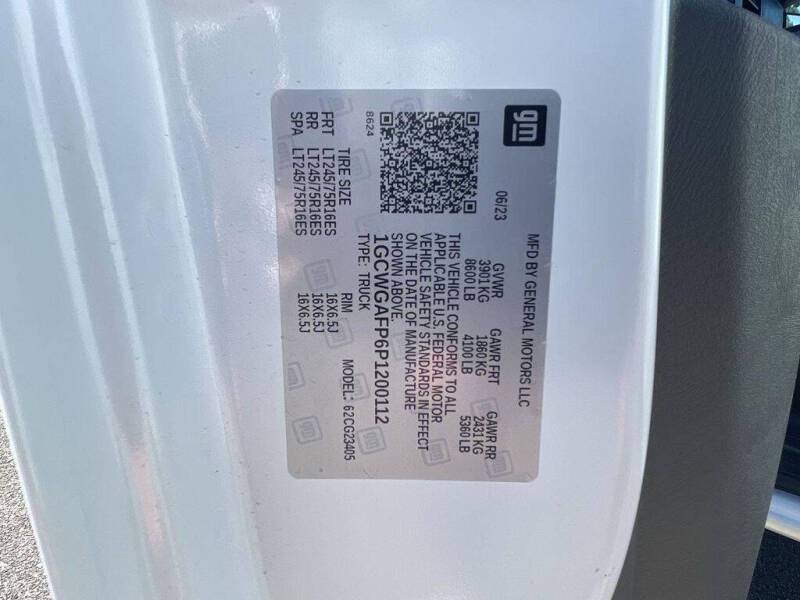 gm
MFD BY GENERAL MOTORS LLC
06/23
GVWR GAWR FRT GAWR RR
3901 KG 1860 KG 2431 KG
8600 LB 4100 LB 5360 LB
THIS VEHICLE CONFORMS TO ALL
APPLICABLE U.S. FEDERAL MOTOR
VEHICLE SAFETY STANDARDS IN EFFECT
ON THE DATE OF MANUFACTURE
SHOWN ABOVE.
1GCWGAFP6P1200112
TYPE: TRUCK MODEL: 62CG23405
8624
TIRE SIZE RIM
FRT LT245/75R16ES 16X6.5J
RR LT245/75R16ES 16X6.5J
SPA LT245/75R16ES 16X6.5J